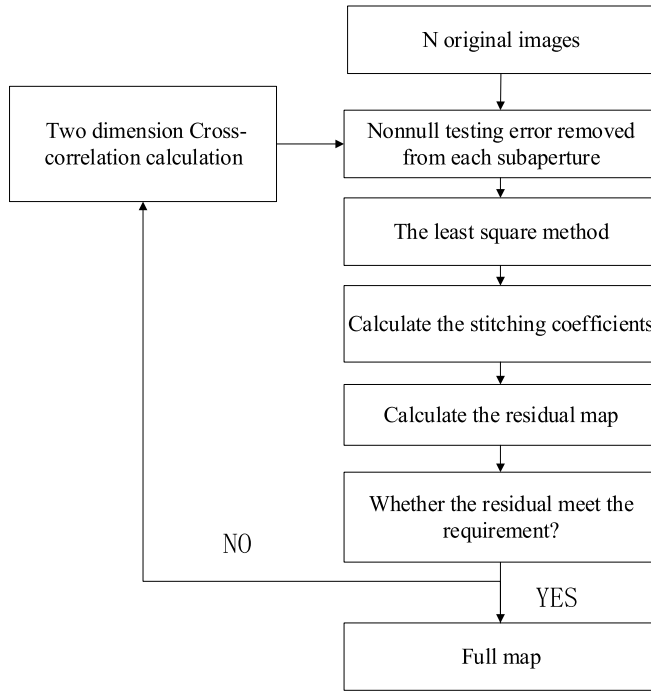 N original images
Two dimension Cross-
correlation calculation
Nonnull testing error removed
from each subaperture
The least square method
Calculate the stitching coefficients
Calculate the residual map
Whether the residual meet the
requirement?
NO
YES
Full map